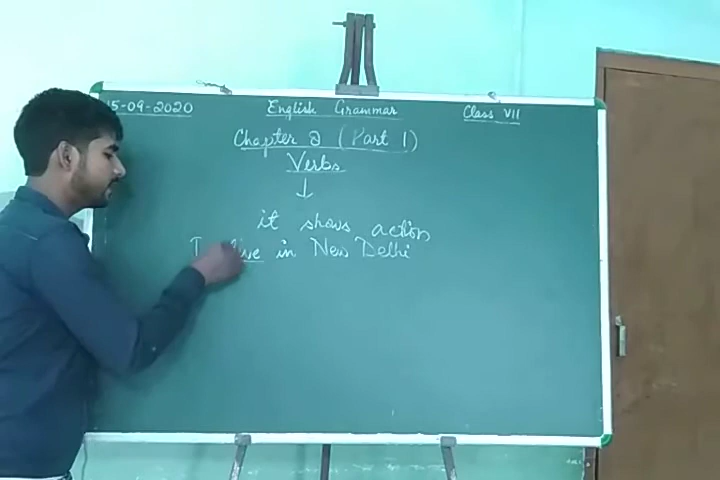 15-09-2020 English Grammar Class VII
Chapter 2 (Part 1)
Verbs
↓
it shows action
I live in New Delhi